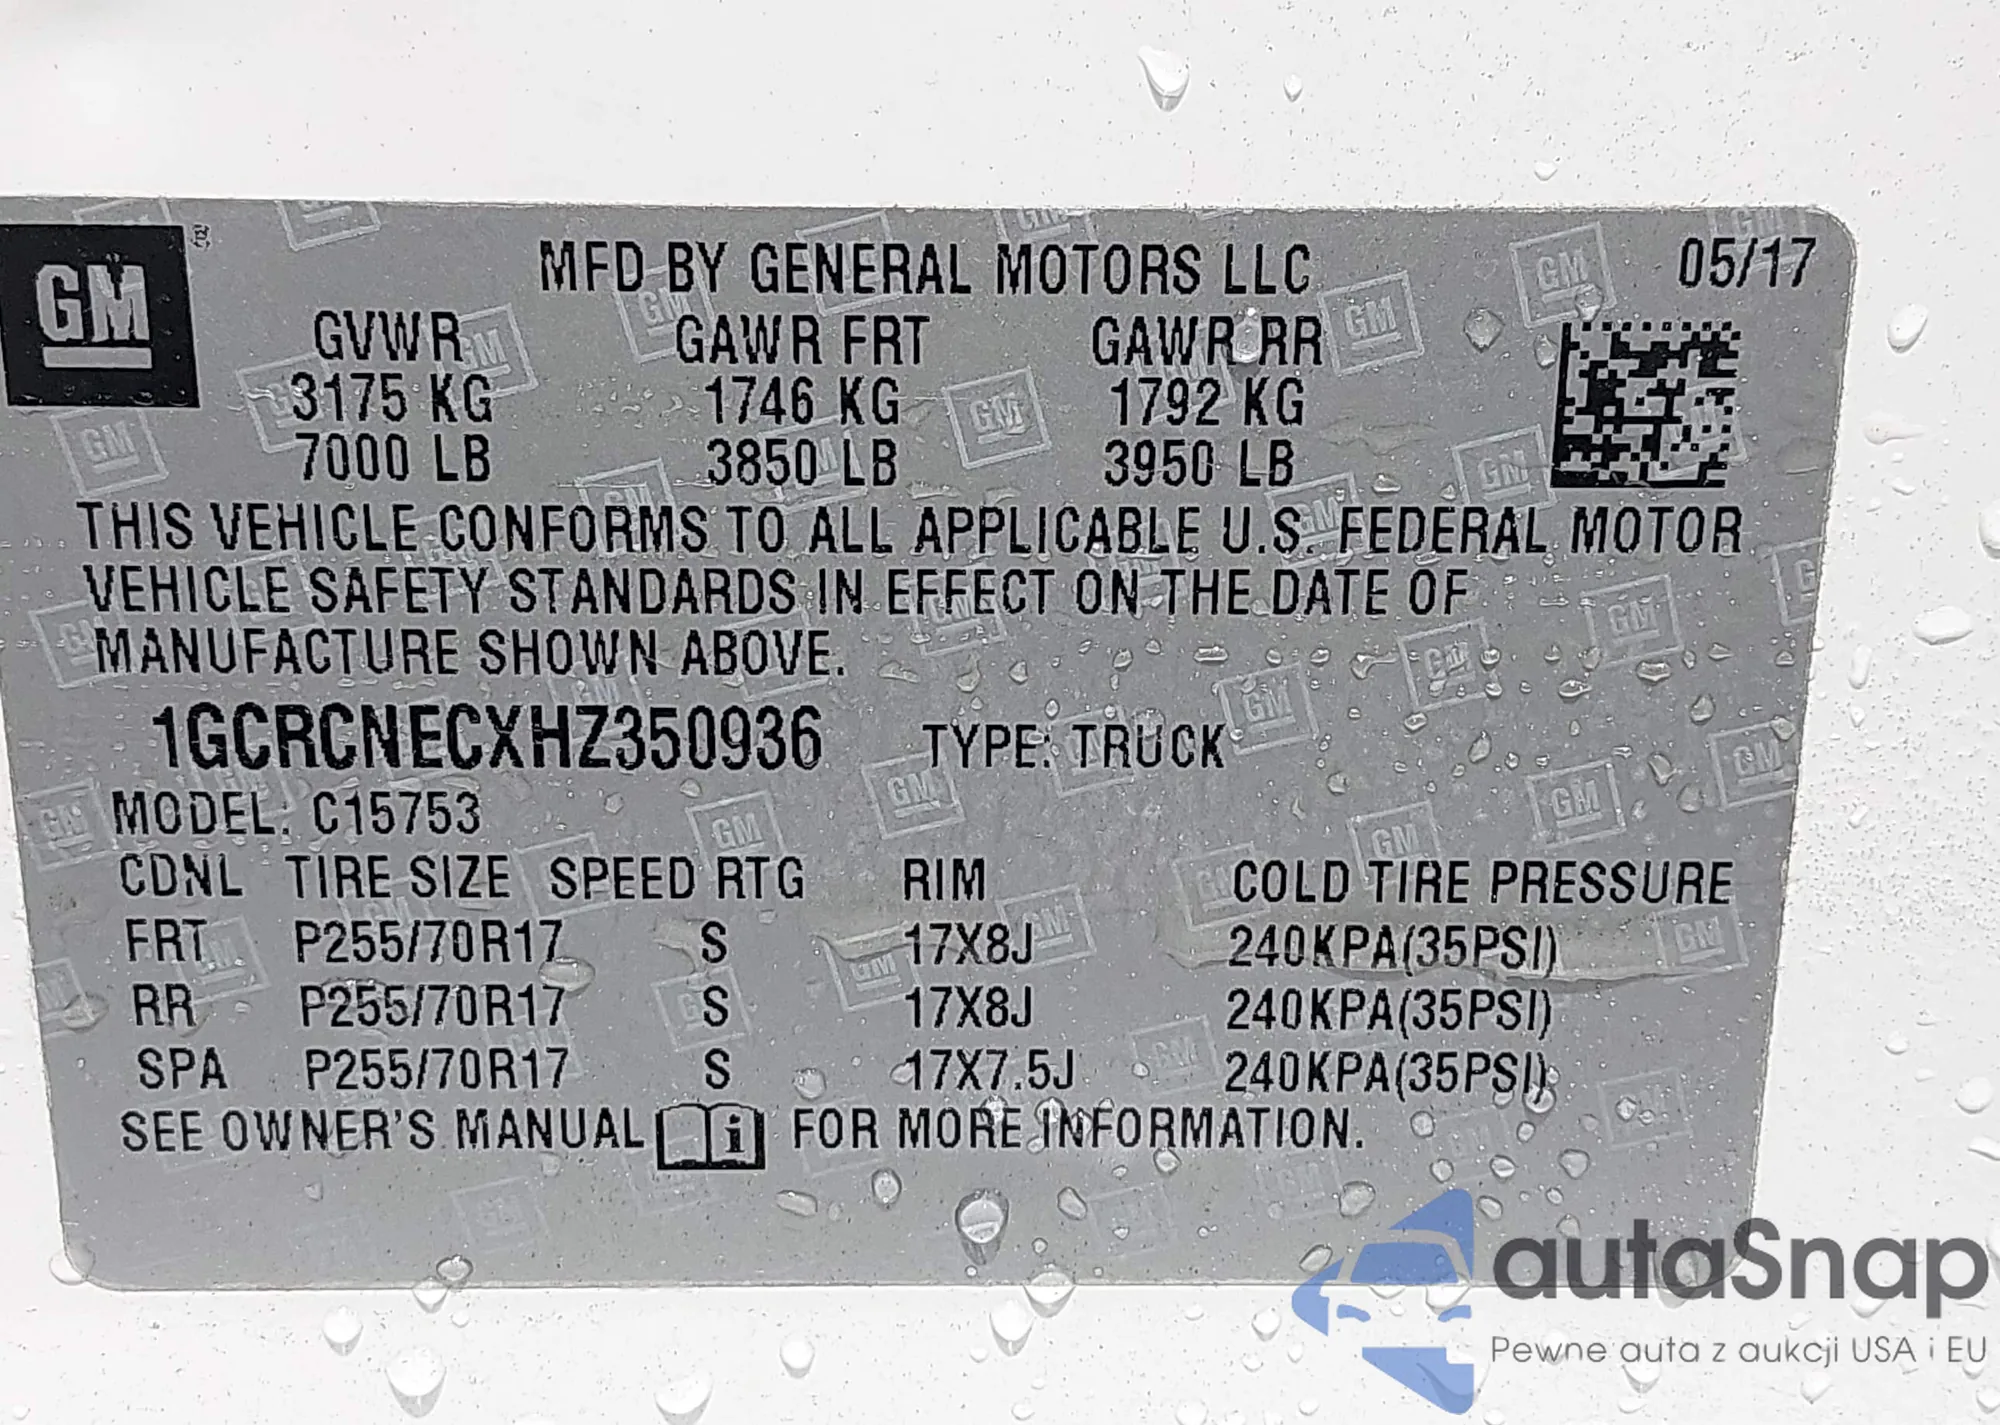 GM
MFD BY GENERAL MOTORS LLC 05/17
GVWR GAWR FRT GAWR RR
3175 KG 1746 KG 1792 KG
7000 LB 3850 LB 3950 LB
THIS VEHICLE CONFORMS TO ALL APPLICABLE U.S. FEDERAL MOTOR
VEHICLE SAFETY STANDARDS IN EFFECT ON THE DATE OF
MANUFACTURE SHOWN ABOVE.
1GCRCNECXHZ350936 TYPE: TRUCK
MODEL: C15753
CDNL TIRE SIZE SPEED RTG RIM COLD TIRE PRESSURE
FRT P255/70R17 S 17X8J 240KPA(35PSI)
RR P255/70R17 S 17X8J 240KPA(35PSI)
SPA P255/70R17 S 17X7.5J 240KPA(35PSI)
SEE OWNER'S MANUAL i FOR MORE INFORMATION.
autaSnap
Pewne auta z aukcji USA i EU